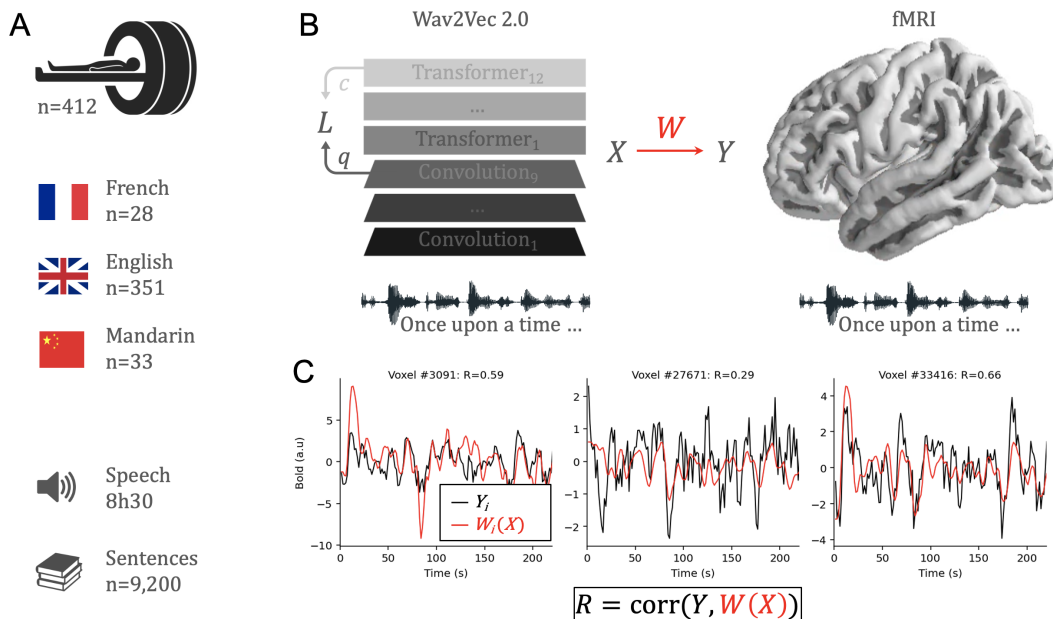 A
n=412
French
n=28
English
n=351
Mandarin
n=33
Speech
8h30
Sentences
n=9,200
B
Wav2Vec 2.0
fMRI
Transformer₁₂
...
Transformer₁
Convolution₉
...
Convolution₁
c
L
q
X W Y
Once upon a time ...
Once upon a time ...
C
Voxel #3091: R=0.59
Bold (a.u)
5
0
−5
−10
0 50 100 150 200
Time (s)
Yᵢ
Wᵢ(X)
Voxel #27671: R=0.29
2
1
0
−1
−2
0 50 100 150 200
Time (s)
Voxel #33416: R=0.66
4
2
0
−2
−4
0 50 100 150 200
Time (s)
R = corr(Y, W(X))